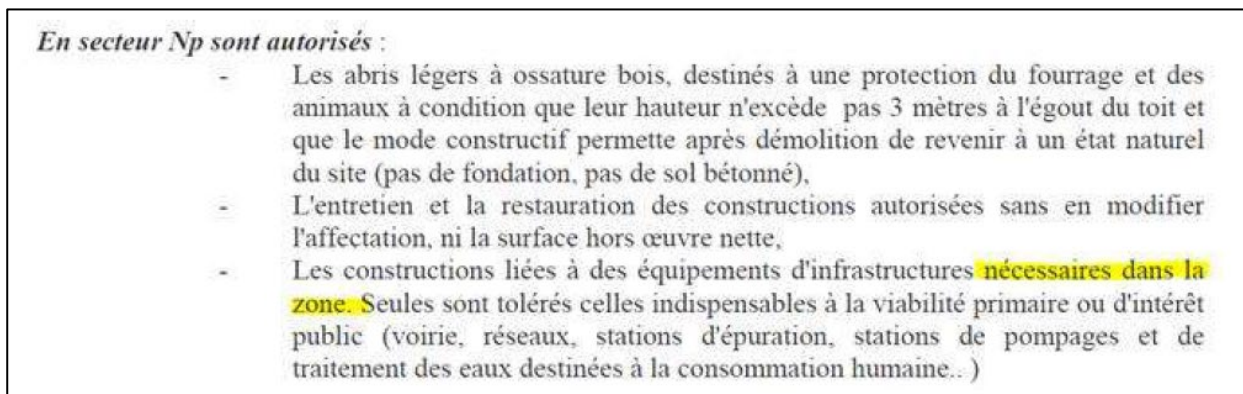 En secteur Np sont autorisés :
- Les abris légers à ossature bois, destinés à une protection du fourrage et des
animaux à condition que leur hauteur n'excède pas 3 mètres à l'égout du toit et
que le mode constructif permette après démolition de revenir à un état naturel
du site (pas de fondation, pas de sol bétonné),
- L'entretien et la restauration des constructions autorisées sans en modifier
l'affectation, ni la surface hors œuvre nette,
- Les constructions liées à des équipements d'infrastructures nécessaires dans la
zone. Seules sont tolérés celles indispensables à la viabilité primaire ou d'intérêt
public (voirie, réseaux, stations d'épuration, stations de pompages et de
traitement des eaux destinées à la consommation humaine.. )